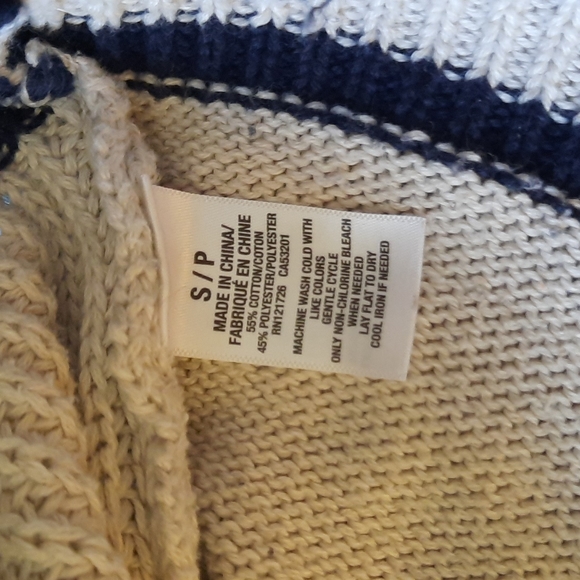 S / P
MADE IN CHINA/
FABRIQUÉ EN CHINE
55% COTTON/COTON
45% POLYESTER/POLYESTER
RN121726 CA53201
MACHINE WASH COLD WITH
LIKE COLORS
GENTLE CYCLE
ONLY NON-CHLORINE BLEACH
WHEN NEEDED
LAY FLAT TO DRY
COOL IRON IF NEEDED